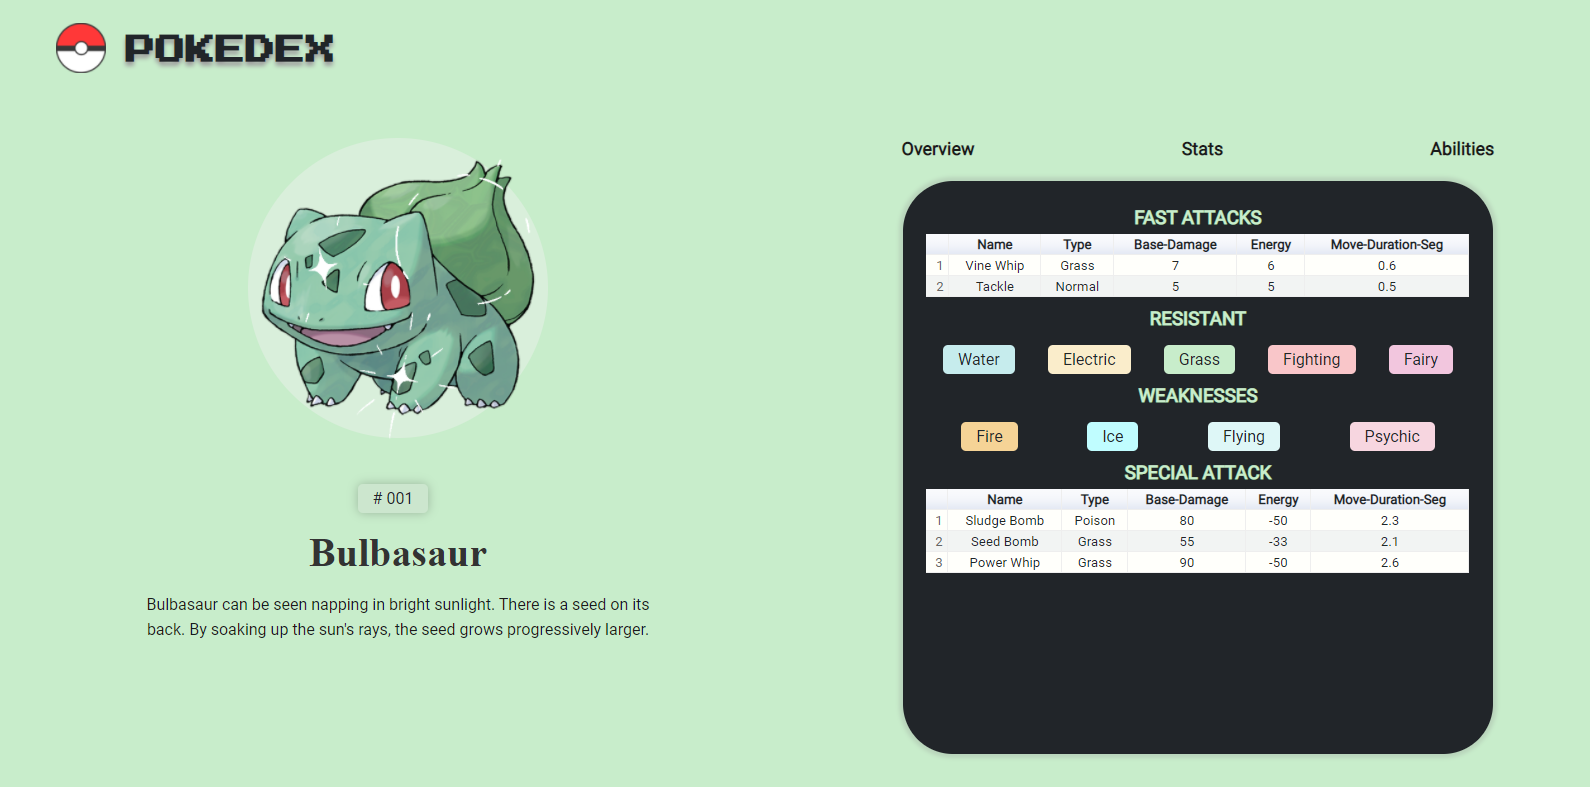 POKEDEX
# 001
Bulbasaur
Bulbasaur can be seen napping in bright sunlight. There is a seed on its
back. By soaking up the sun's rays, the seed grows progressively larger.
Overview Stats Abilities
FAST ATTACKS
Name Type Base-Damage Energy Move-Duration-Seg
1 Vine Whip Grass 7 6 0.6
2 Tackle Normal 5 5 0.5
RESISTANT
Water Electric Grass Fighting Fairy
WEAKNESSES
Fire Ice Flying Psychic
SPECIAL ATTACK
Name Type Base-Damage Energy Move-Duration-Seg
1 Sludge Bomb Poison 80 -50 2.3
2 Seed Bomb Grass 55 -33 2.1
3 Power Whip Grass 90 -50 2.6